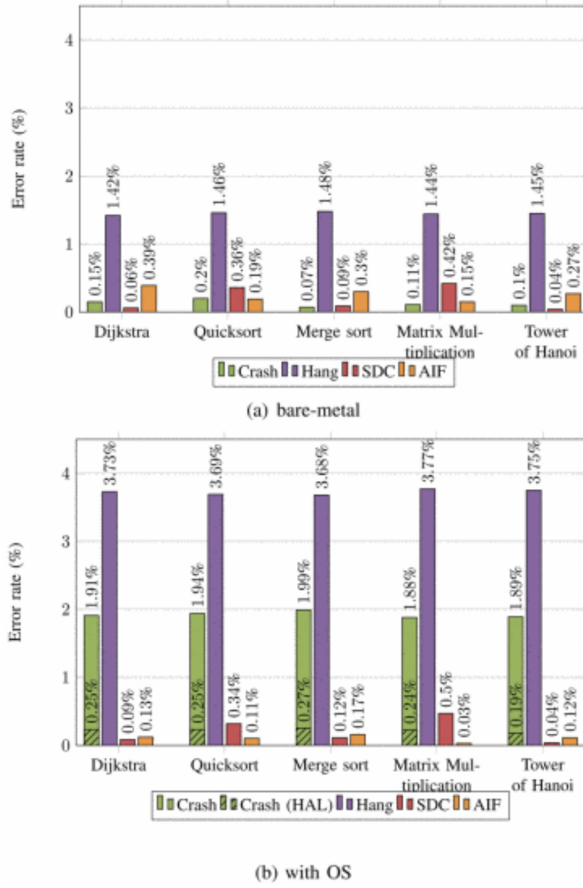 4
3
2
1
0
Error rate (%)
0.15% 1.42% 0.06% 0.39%
0.2% 1.46% 0.36% 0.19%
0.07% 1.48% 0.09% 0.3%
0.11% 1.44% 0.42% 0.15%
0.1% 1.45% 0.04% 0.27%
Dijkstra Quicksort Merge sort Matrix Mul- Tower
tiplication of Hanoi
Crash Hang SDC AIF
(a) bare-metal
4
3
2
1
0
Error rate (%)
1.91% 0.25% 3.73% 0.09% 0.13%
1.94% 0.25% 3.69% 0.34% 0.11%
1.99% 0.27% 3.68% 0.12% 0.17%
1.88% 0.24% 3.77% 0.5% 0.03%
1.89% 0.19% 3.75% 0.04% 0.12%
Dijkstra Quicksort Merge sort Matrix Mul- Tower
tiplication of Hanoi
Crash Crash (HAL) Hang SDC AIF
(b) with OS